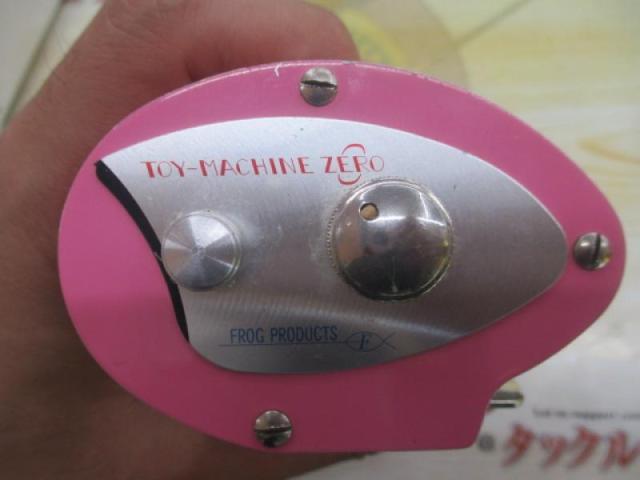 TOY-MACHINE ZERO
FROG PRODUCTS F
タックル